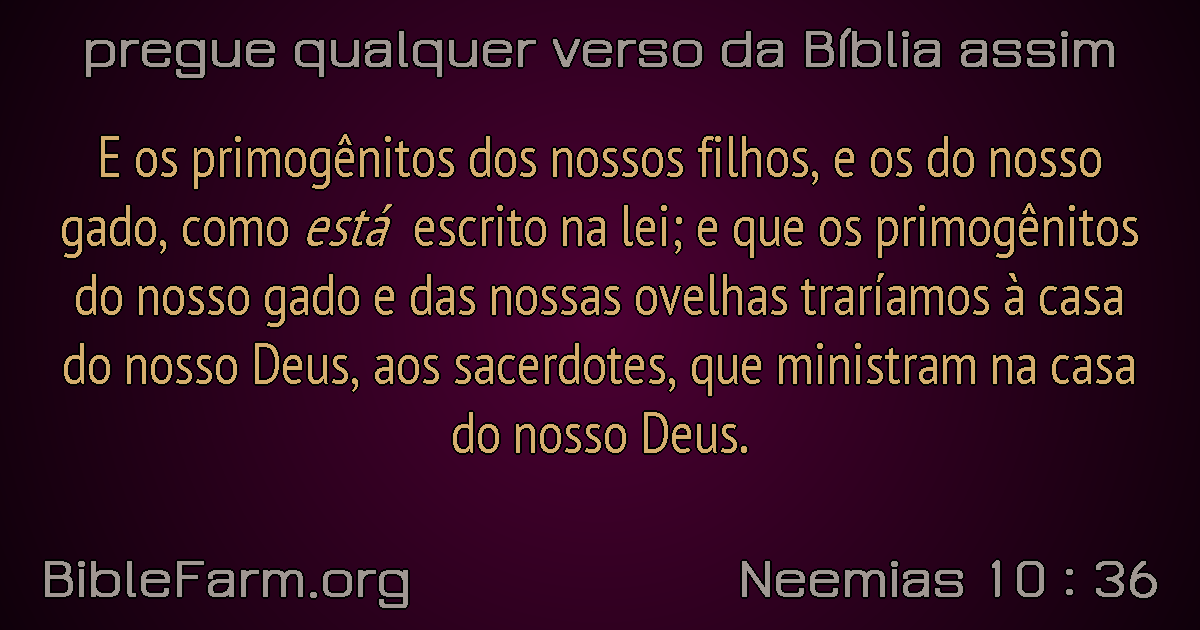 pregue qualquer verso da Bíblia assim
E os primogênitos dos nossos filhos, e os do nosso
gado, como está escrito na lei; e que os primogênitos
do nosso gado e das nossas ovelhas traríamos à casa
do nosso Deus, aos sacerdotes, que ministram na casa
do nosso Deus.
BibleFarm.org
Neemias 10 : 36